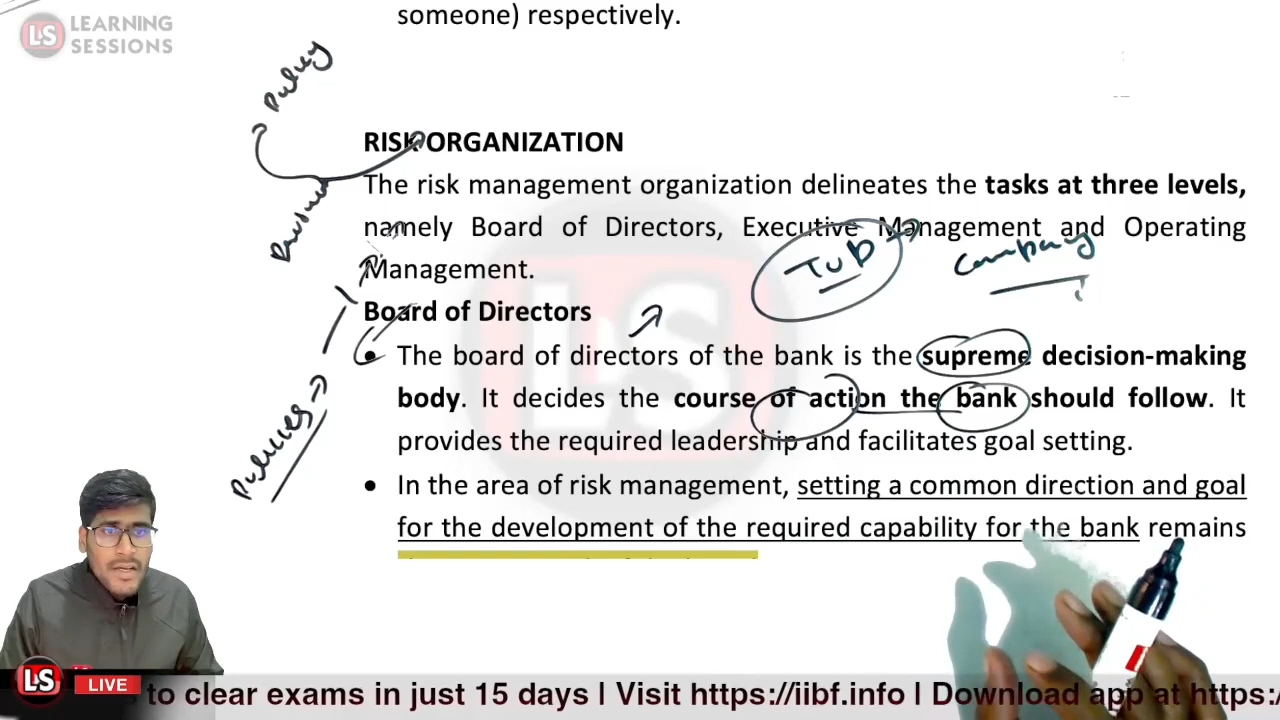 LS LEARNING
SESSIONS
someone) respectively.
Policy
RISK ORGANIZATION
The risk management organization delineates the tasks at three levels,
namely Board of Directors, Executive Management and Operating
Management.
TUP
Company
Board of Directors
• The board of directors of the bank is the supreme decision-making
body. It decides the course of action the bank should follow. It
provides the required leadership and facilitates goal setting.
Policies
• In the area of risk management, setting a common direction and goal
for the development of the required capability for the bank remains
LS LIVE to clear exams in just 15 days | Visit https://iibf.info | Download app at https:/